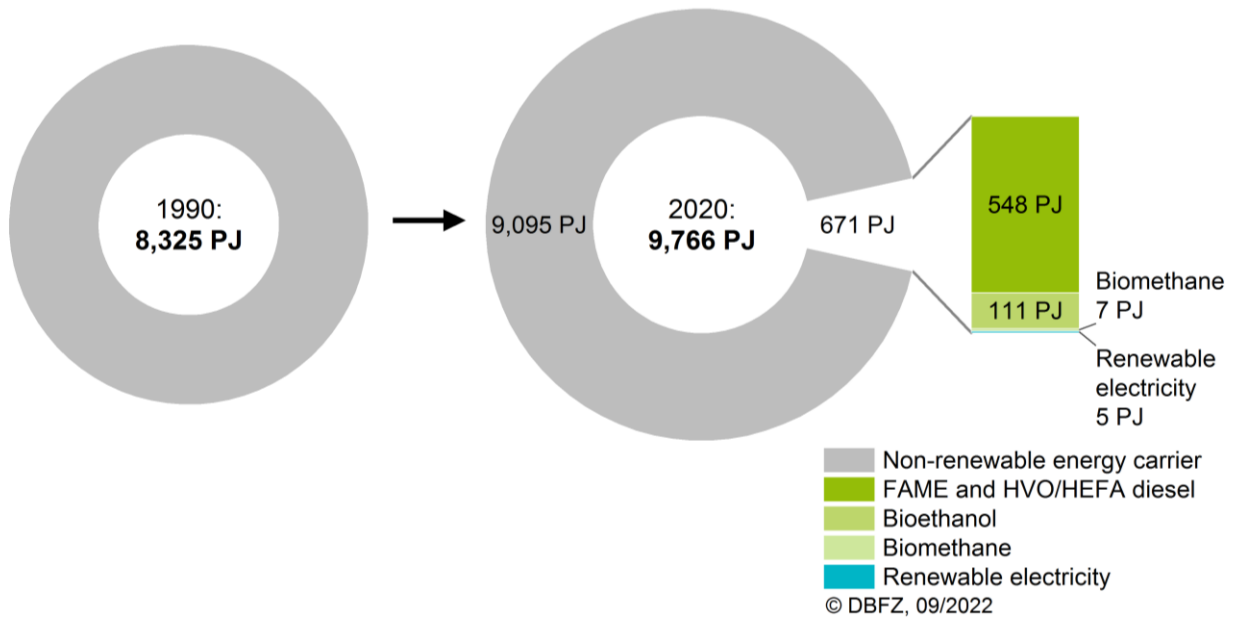 1990:
8,325 PJ
9,095 PJ
2020:
9,766 PJ
671 PJ
548 PJ
111 PJ
Biomethane
7 PJ
Renewable
electricity
5 PJ
Non-renewable energy carrier
FAME and HVO/HEFA diesel
Bioethanol
Biomethane
Renewable electricity
© DBFZ, 09/2022